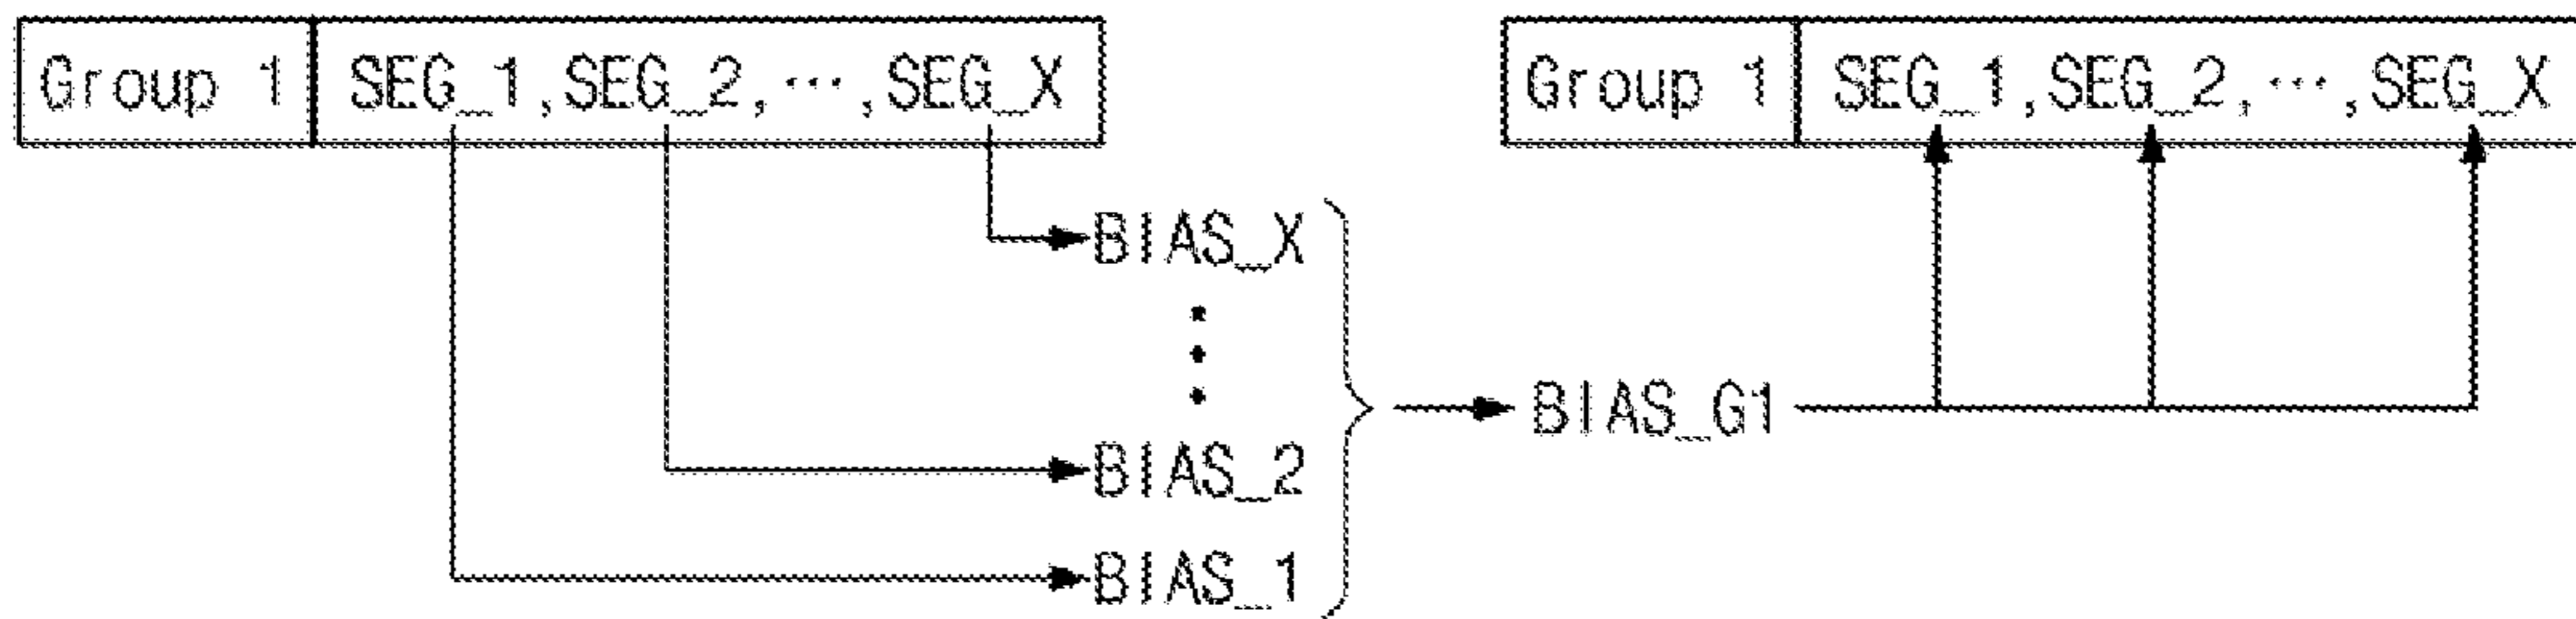 Group 1 SEG_1,SEG_2,···,SEG_X
Group 1 SEG_1,SEG_2,···,SEG_X
BIAS_X
BIAS_G1
BIAS_2
BIAS_1